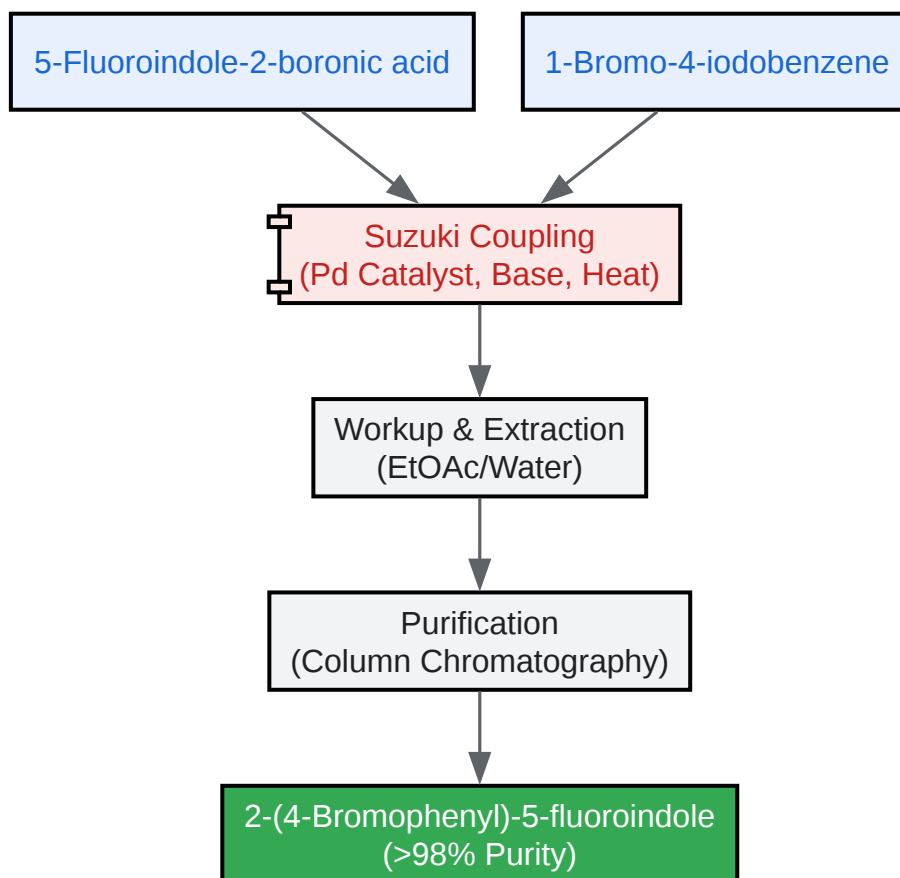 5-Fluoroindole-2-boronic acid
1-Bromo-4-iodobenzene
Suzuki Coupling
(Pd Catalyst, Base, Heat)
Workup & Extraction
(EtOAc/Water)
Purification
(Column Chromatography)
2-(4-Bromophenyl)-5-fluoroindole
(>98% Purity)